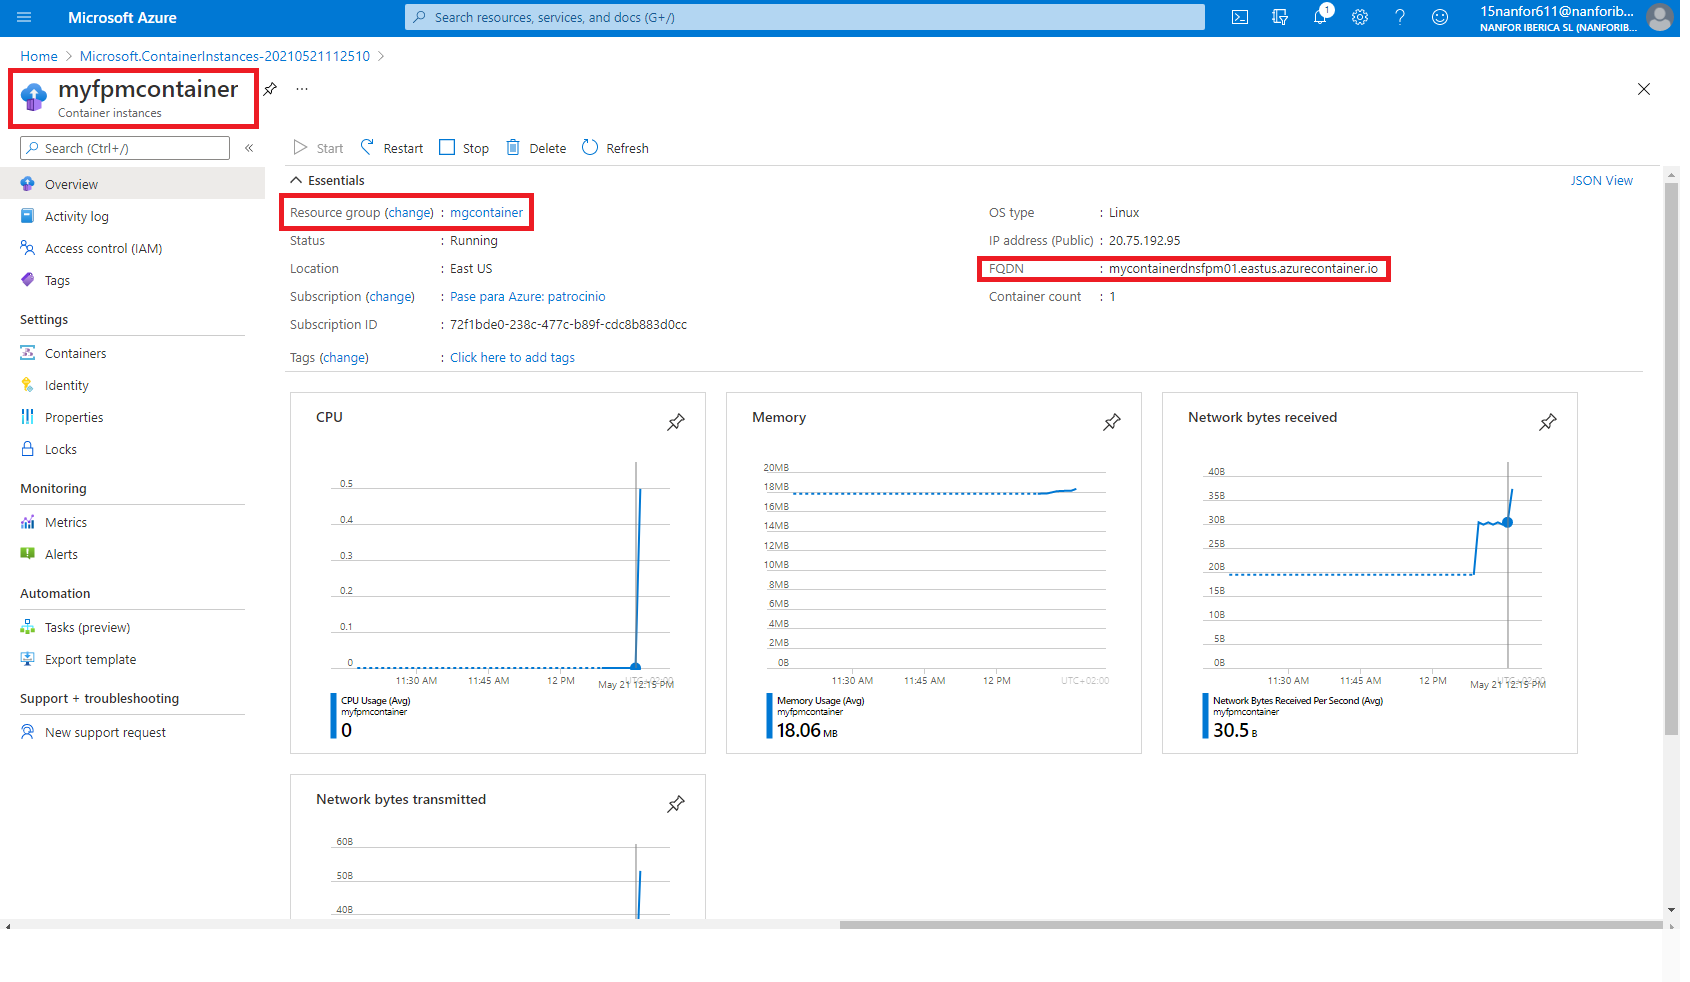 Microsoft Azure
Search resources, services, and docs (G+/)
1
15nanfor611@nanforib...
NANFOR IBERICA SL (NANFORIB...
Home > Microsoft.ContainerInstances-20210521112510 >
myfpmcontainer
Container instances
Search (Ctrl+/)
«
Start
Restart
Stop
Delete
Refresh
Overview
Activity log
Access control (IAM)
Tags
Settings
Containers
Identity
Properties
Locks
Monitoring
Metrics
Alerts
Automation
Tasks (preview)
Export template
Support + troubleshooting
New support request
Essentials
JSON View
Resource group (change) : mgcontainer
Status : Running
Location : East US
Subscription (change) : Pase para Azure: patrocinio
Subscription ID : 72f1bde0-238c-477c-b89f-cdc8b883d0cc
Tags (change) : Click here to add tags
OS type : Linux
IP address (Public) : 20.75.192.95
FQDN : mycontainerdnsfpm01.eastus.azurecontainer.io
Container count : 1
CPU
0.5
0.4
0.3
0.2
0.1
0
11:30 AM 11:45 AM 12 PM UTC+02:00
May 21 12:15 PM
CPU Usage (Avg)
myfpmcontainer
0
Memory
20MB
18MB
16MB
14MB
12MB
10MB
8MB
6MB
4MB
2MB
0B
11:30 AM 11:45 AM 12 PM UTC+02:00
Memory Usage (Avg)
myfpmcontainer
18.06 MB
Network bytes received
40B
35B
30B
25B
20B
15B
10B
5B
0B
11:30 AM 11:45 AM 12 PM UTC+02:00
May 21 12:15 PM
Network Bytes Received Per Second (Avg)
myfpmcontainer
30.5 B
Network bytes transmitted
60B
50B
40B